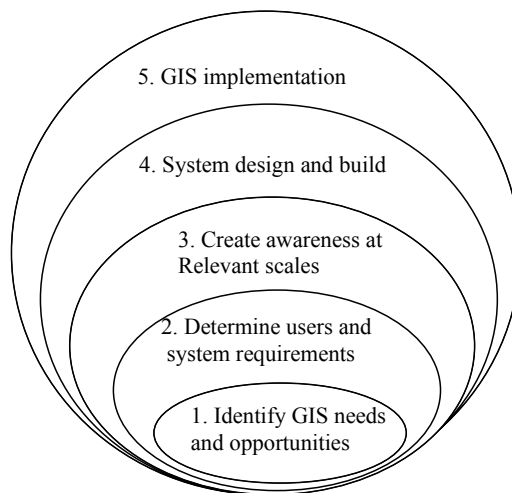 5. GIS implementation
4. System design and build
3. Create awareness at
Relevant scales
2. Determine users and
system requirements
1. Identify GIS needs
and opportunities